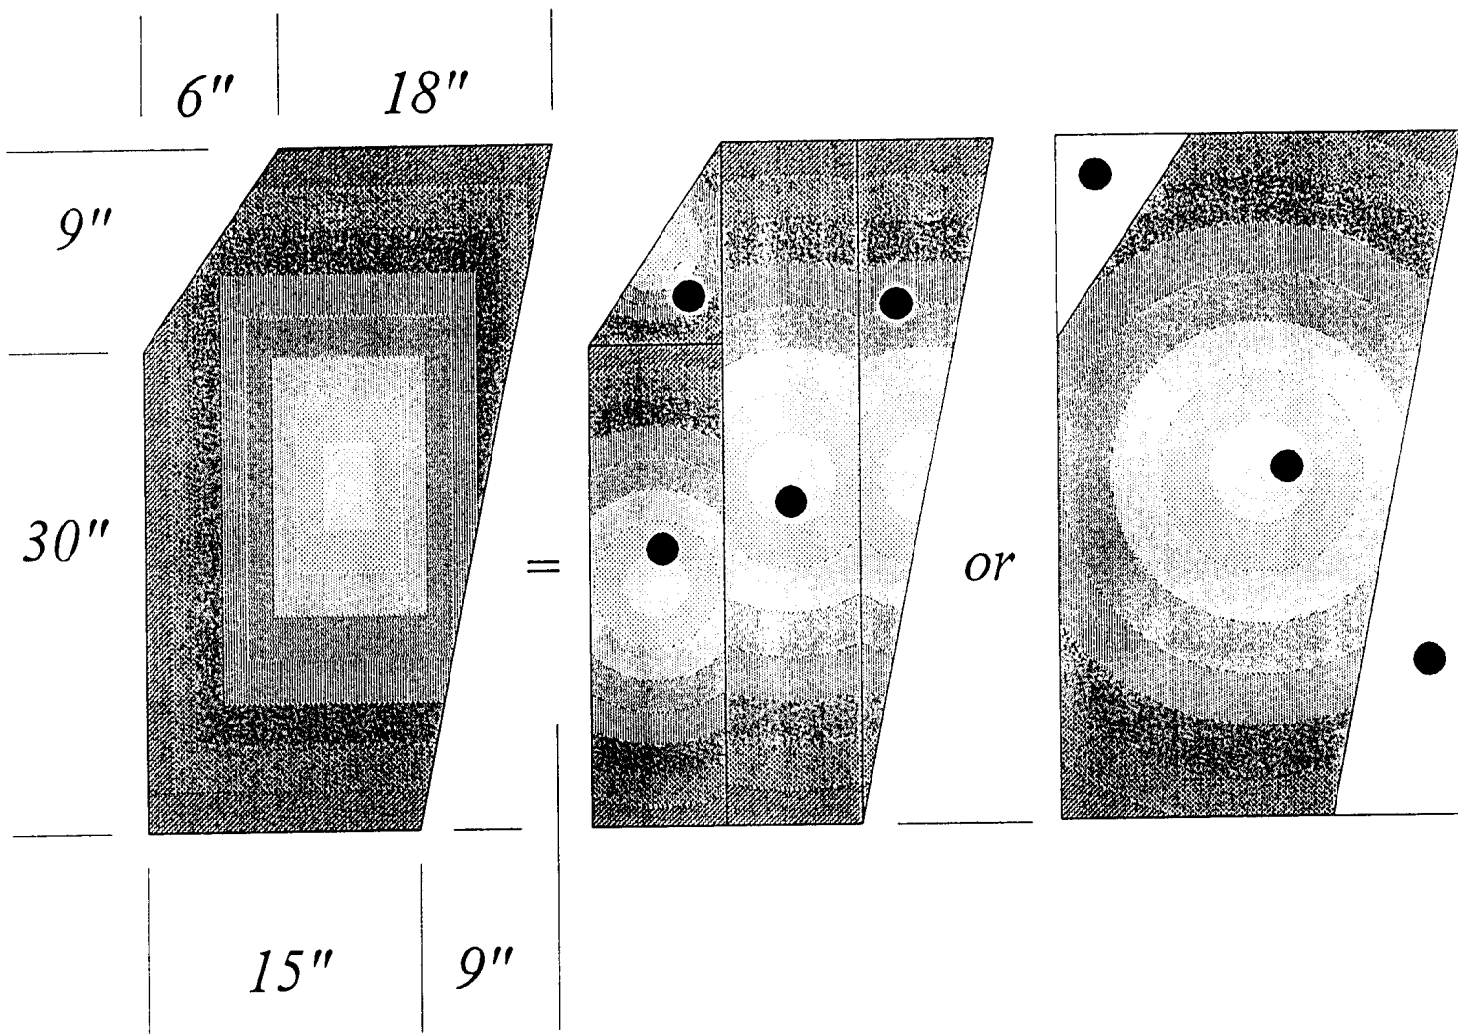 6" 18"
9"
30"
= or
15" 9"